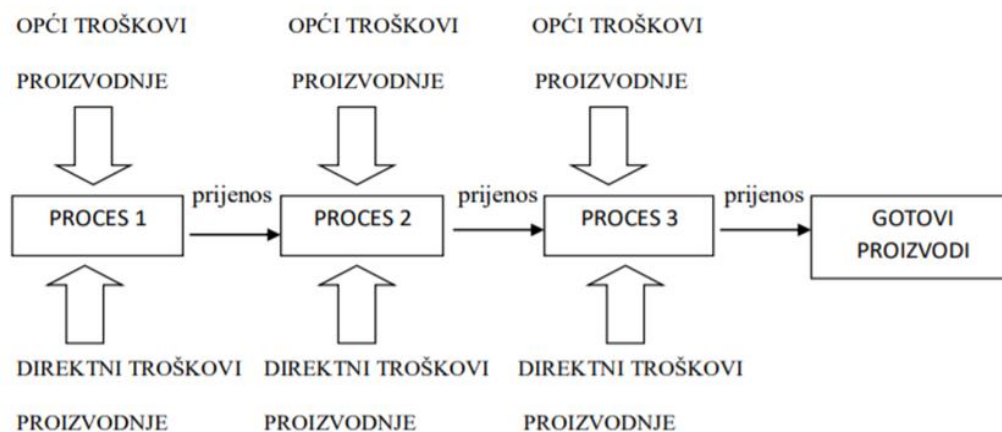 OPĆI TROŠKOVI OPĆI TROŠKOVI OPĆI TROŠKOVI
PROIZVODNJE PROIZVODNJE PROIZVODNJE
prijenos prijenos prijenos
PROCES 1 PROCES 2 PROCES 3 GOTOVI
PROIZVODI
DIREKTNI TROŠKOVI DIREKTNI TROŠKOVI DIREKTNI TROŠKOVI
PROIZVODNJE PROIZVODNJE PROIZVODNJE